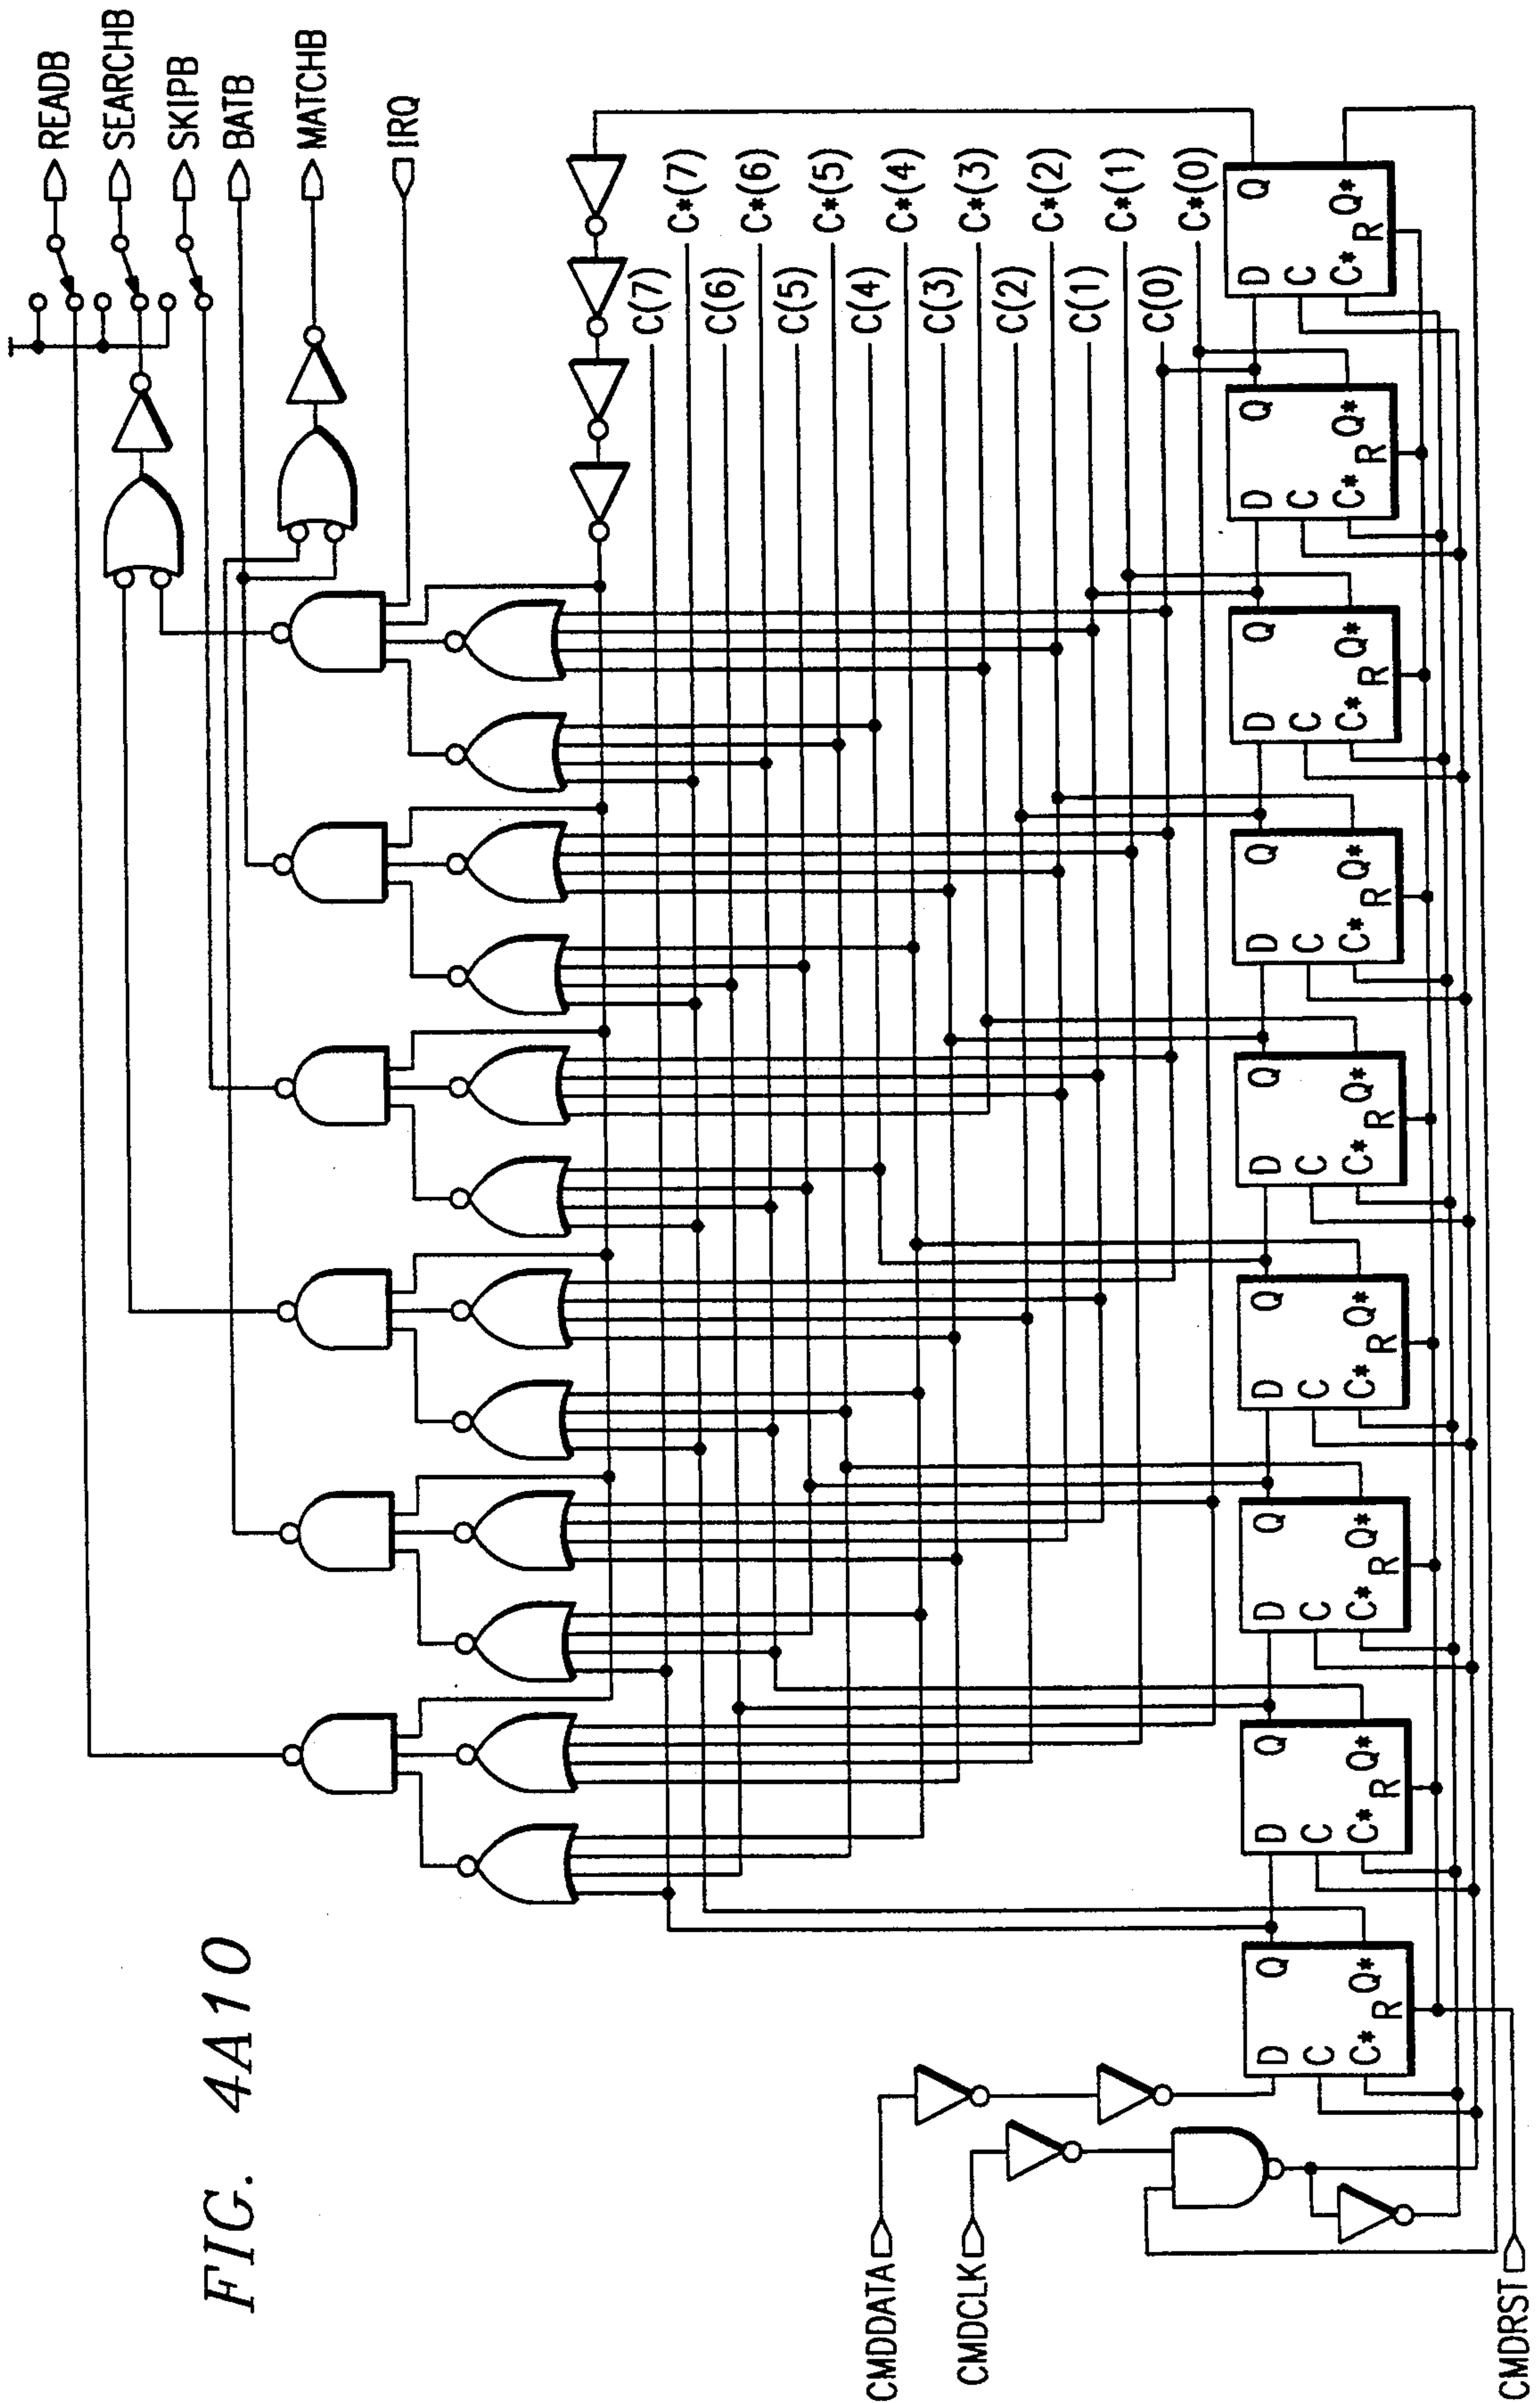 FIG. 4A10
READB
SEARCHB
SKIPB
BATB
MATCHB
IRQ
C(7)
C*(7)
C(6)
C*(6)
C(5)
C*(5)
C(4)
C*(4)
C(3)
C*(3)
C(2)
C*(2)
C(1)
C*(1)
C(0)
C*(0)
CMDDATA
CMDCLK
CMDRST
D Q
C
C* Q*
R
D Q
C
C* Q*
R
D Q
C
C* Q*
R
D Q
C
C* Q*
R
D Q
C
C* Q*
R
D Q
C
C* Q*
R
D Q
C
C* Q*
R
D Q
C
C* Q*
R
D Q
C
C* Q*
R